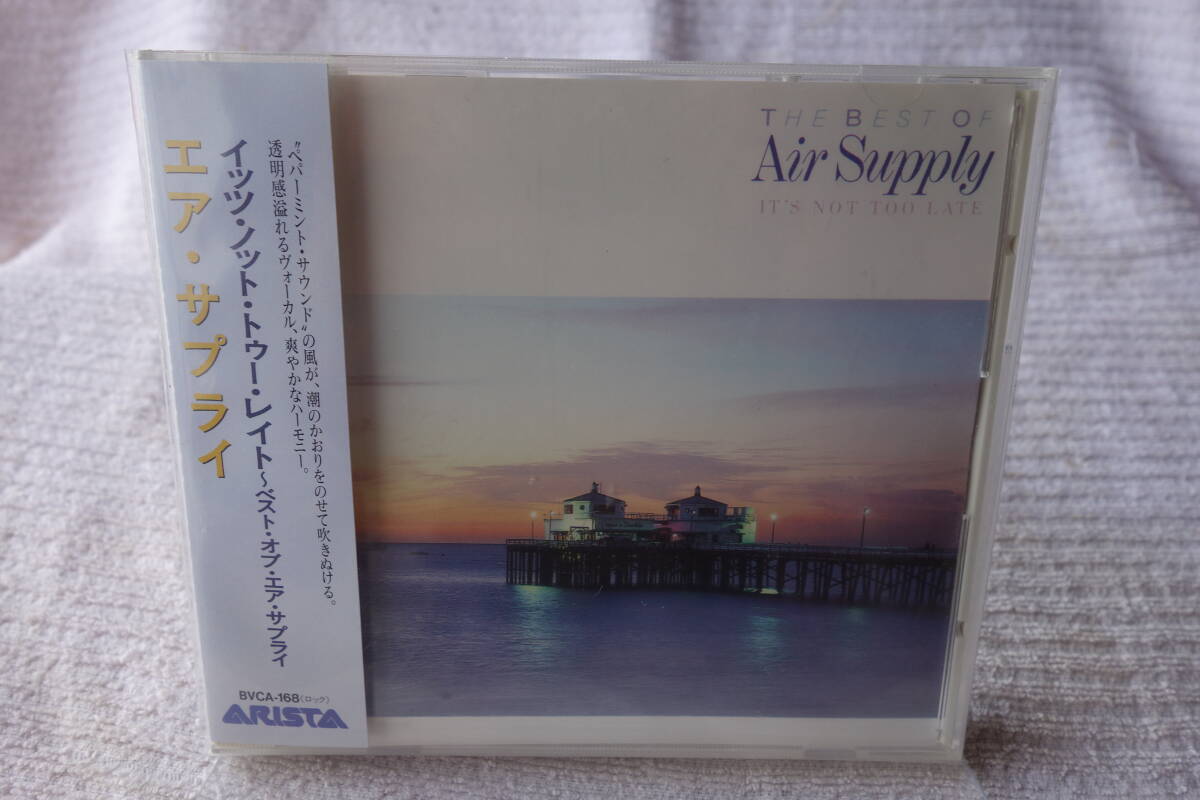 "ペパーミント・サウンド"の風が、潮のかおりをのせて吹きぬける。
透明感溢れるヴォーカル、爽やかなハーモニー。
イッツ・ノット・トゥー・レイト～ベスト・オブ・エア・サプライ
エア・サプライ
BVCA-168〈ロック〉
ARISTA
THE BEST OF
Air Supply
IT'S NOT TOO LATE